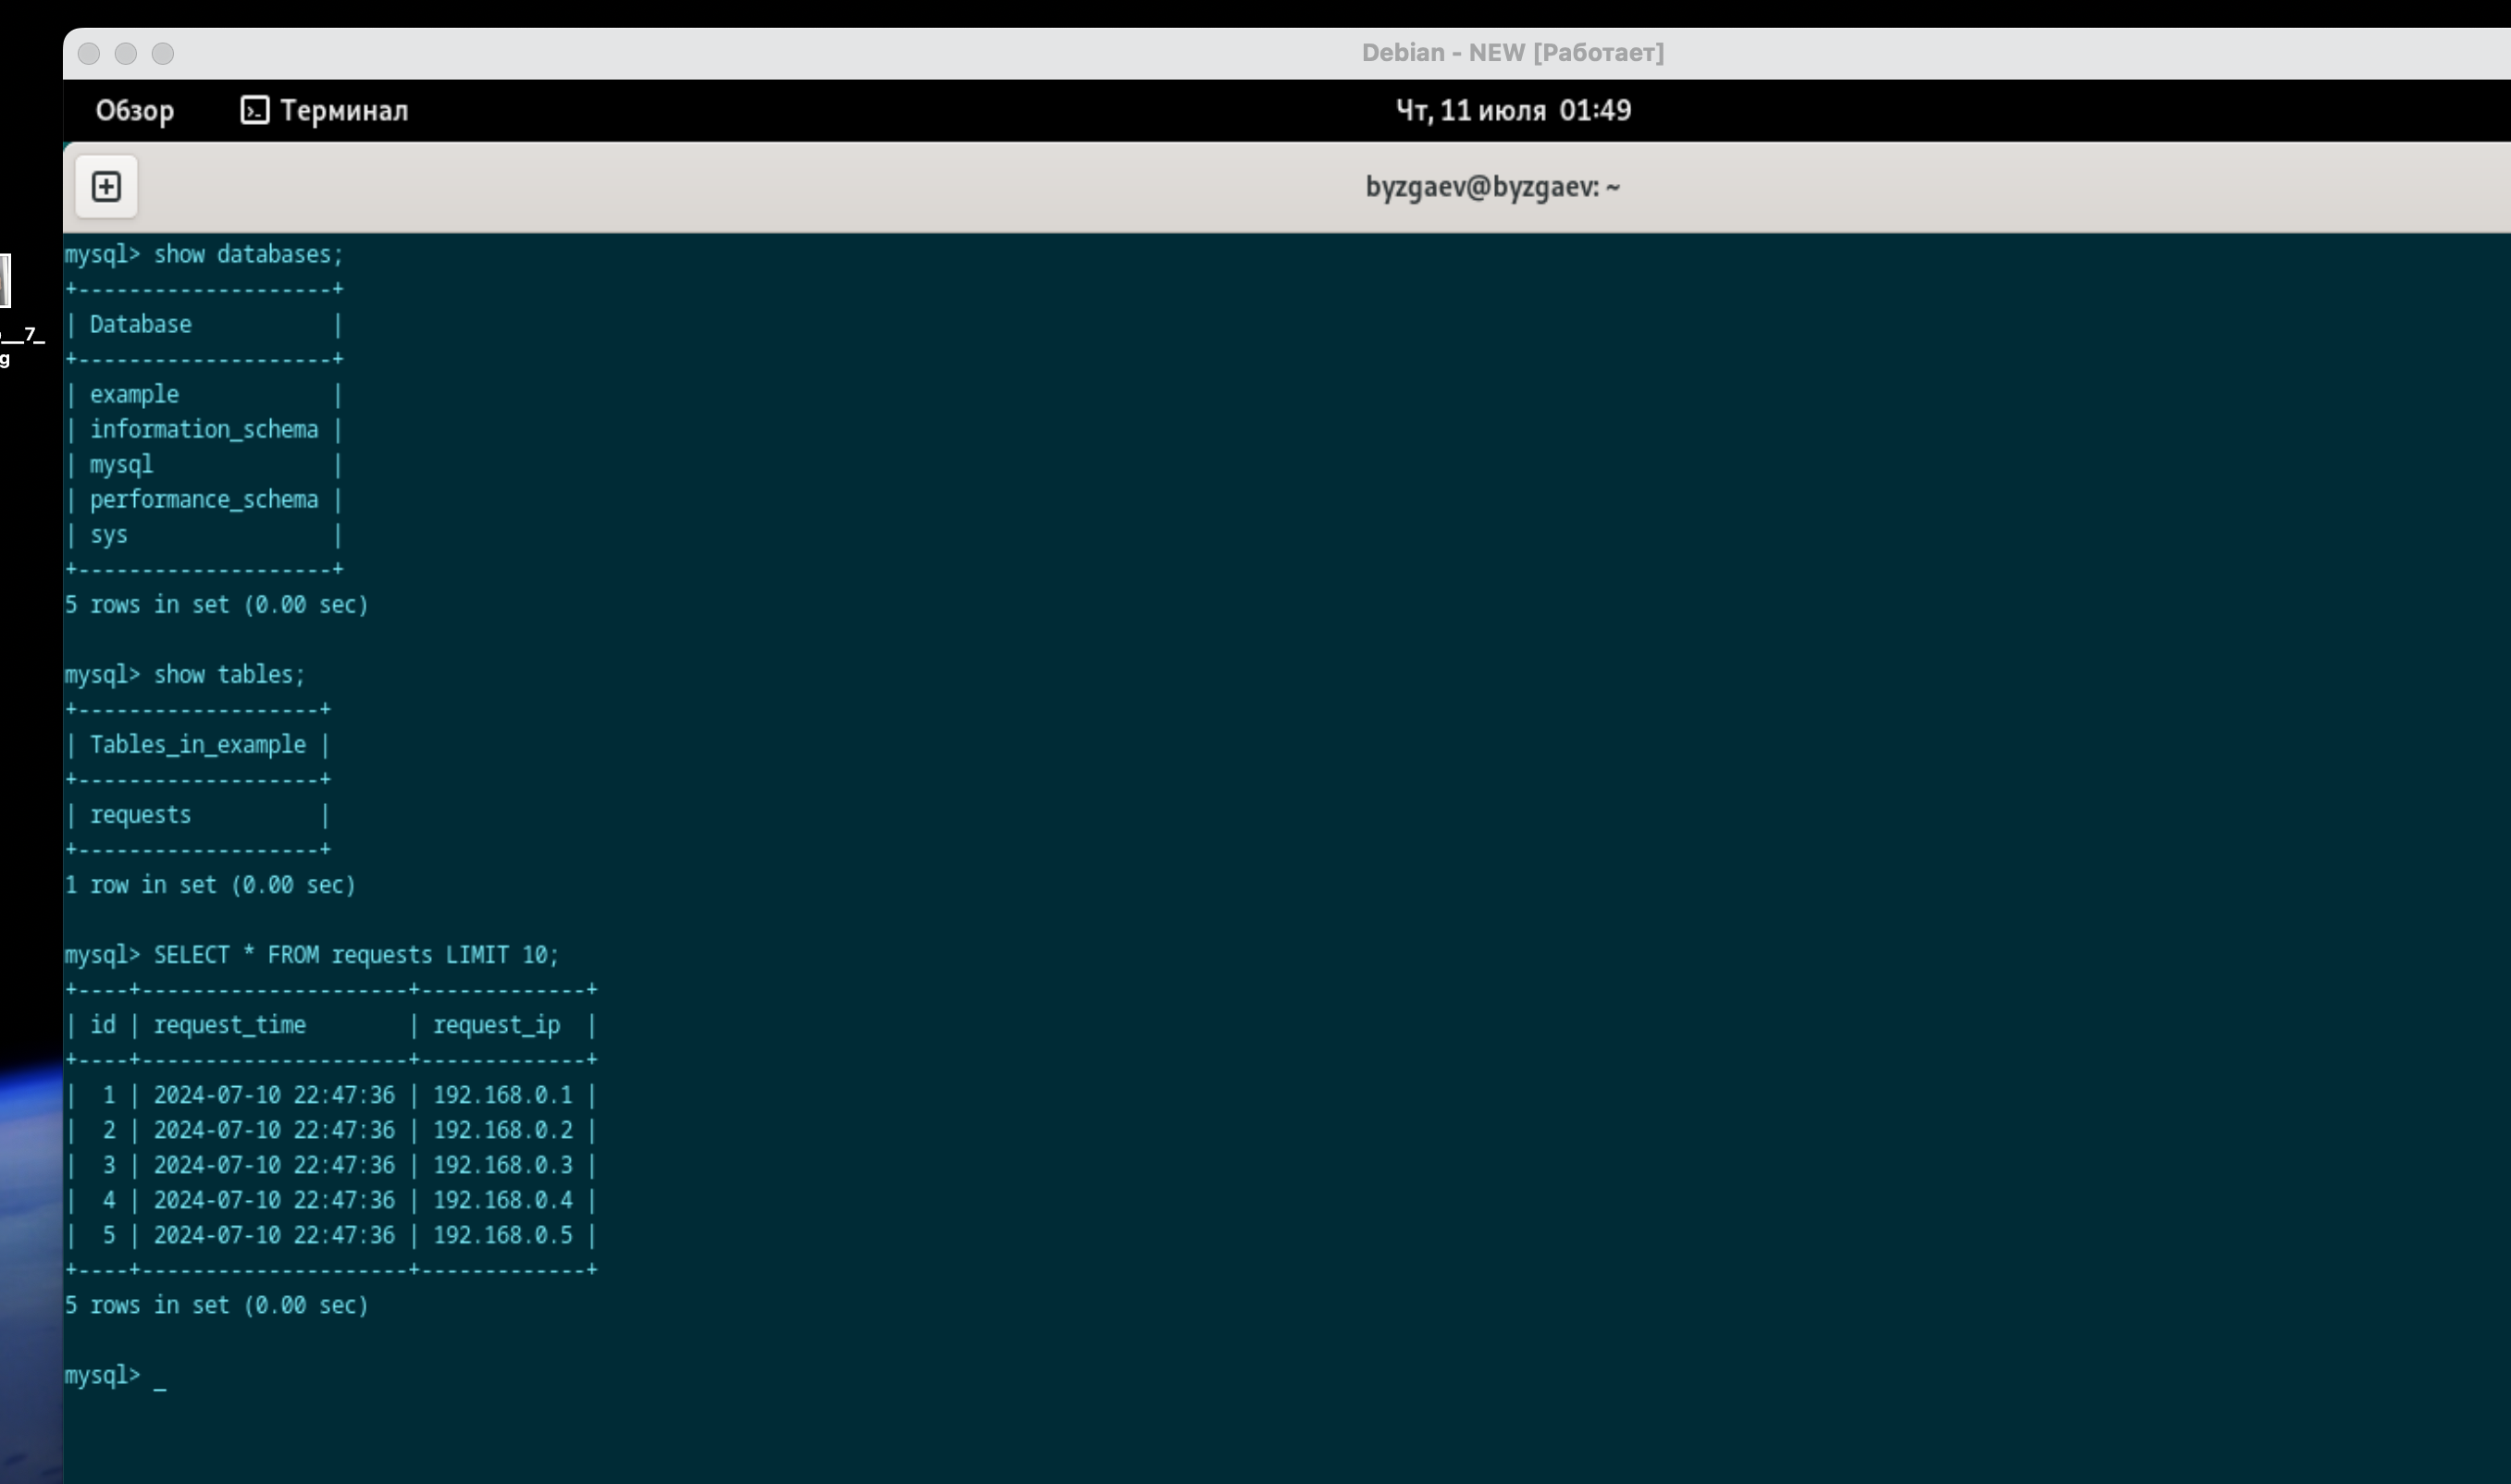 Debian - NEW [Работает]
Обзор Терминал Чт, 11 июля 01:49
byzgaev@byzgaev: ~
__7_
g
mysql> show databases;
+--------------------+
| Database           |
+--------------------+
| example            |
| information_schema |
| mysql              |
| performance_schema |
| sys                |
+--------------------+
5 rows in set (0.00 sec)
mysql> show tables;
+-------------------+
| Tables_in_example |
+-------------------+
| requests          |
+-------------------+
1 row in set (0.00 sec)
mysql> SELECT * FROM requests LIMIT 10;
+----+---------------------+-------------+
| id | request_time        | request_ip  |
+----+---------------------+-------------+
|  1 | 2024-07-10 22:47:36 | 192.168.0.1 |
|  2 | 2024-07-10 22:47:36 | 192.168.0.2 |
|  3 | 2024-07-10 22:47:36 | 192.168.0.3 |
|  4 | 2024-07-10 22:47:36 | 192.168.0.4 |
|  5 | 2024-07-10 22:47:36 | 192.168.0.5 |
+----+---------------------+-------------+
5 rows in set (0.00 sec)
mysql> _